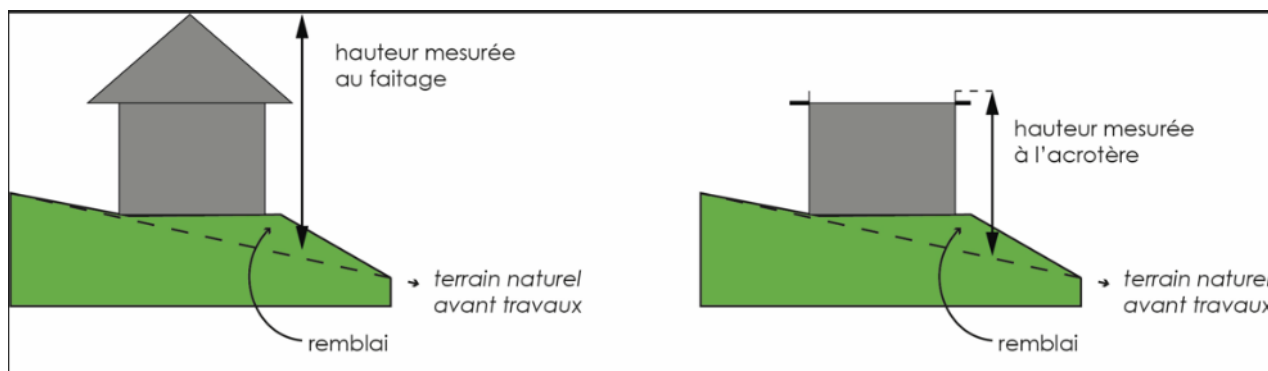 hauteur mesurée
au faitage
terrain naturel
avant travaux
remblai
hauteur mesurée
à l'acrotère
terrain naturel
avant travaux
remblai